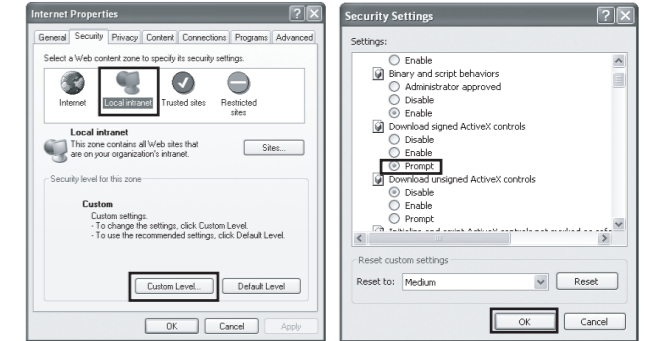 Internet Properties
General Security Privacy Content Connections Programs Advanced
Select a Web content zone to specify its security settings.
Internet Local intranet Trusted sites Restricted
sites
Local intranet
This zone contains all Web sites that
are on your organization's intranet.
Sites...
Security level for this zone
Custom
Custom settings.
- To change the settings, click Custom Level.
- To use the recommended settings, click Default Level.
Custom Level... Default Level
OK Cancel Apply
Security Settings
Settings:
Enable
Binary and script behaviors
Administrator approved
Disable
Enable
Download signed ActiveX controls
Disable
Enable
Prompt
Download unsigned ActiveX controls
Disable
Enable
Prompt
Reset custom settings
Reset to: Medium Reset
OK Cancel